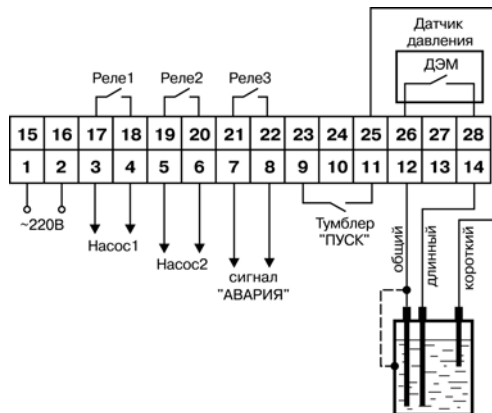 Датчик
давления
ДЭМ
Реле1 Реле2 Реле3
15 16 17 18 19 20 21 22 23 24 25 26 27 28
1 2 3 4 5 6 7 8 9 10 11 12 13 14
~220В
Насос1
Насос2
сигнал
"АВАРИЯ"
Тумблер
"ПУСК"
общий
длинный
короткий